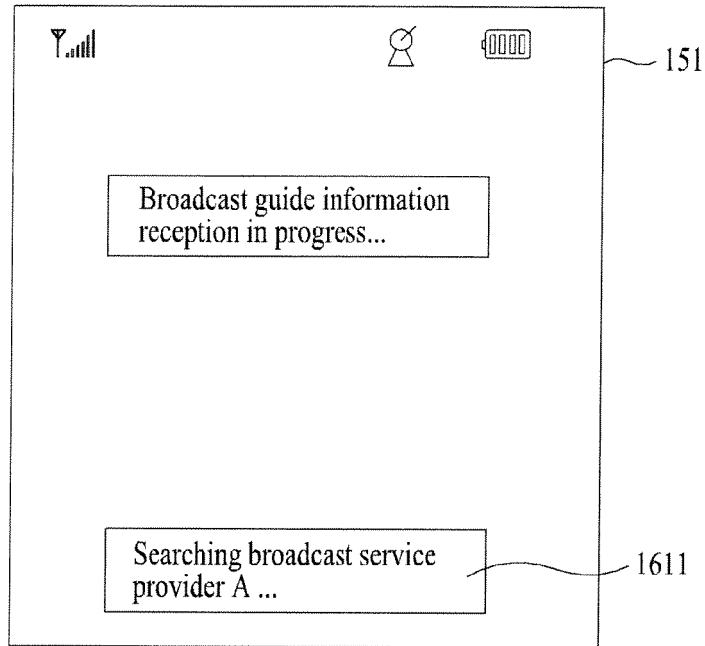 151
Broadcast guide information
reception in progress...
Searching broadcast service
provider A ...
1611